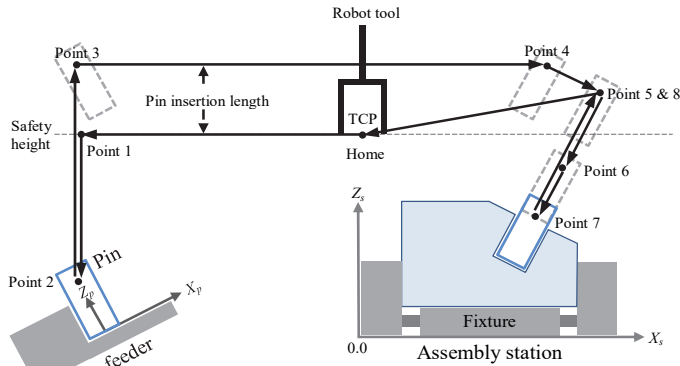 Robot tool
Point 3
Point 4
Point 5 & 8
Pin insertion length
TCP
Safety
height
Point 1
Home
Point 6
Zs
Point 7
Point 2
Pin
Zp
Xp
feeder
Fixture
0.0
Xs
Assembly station